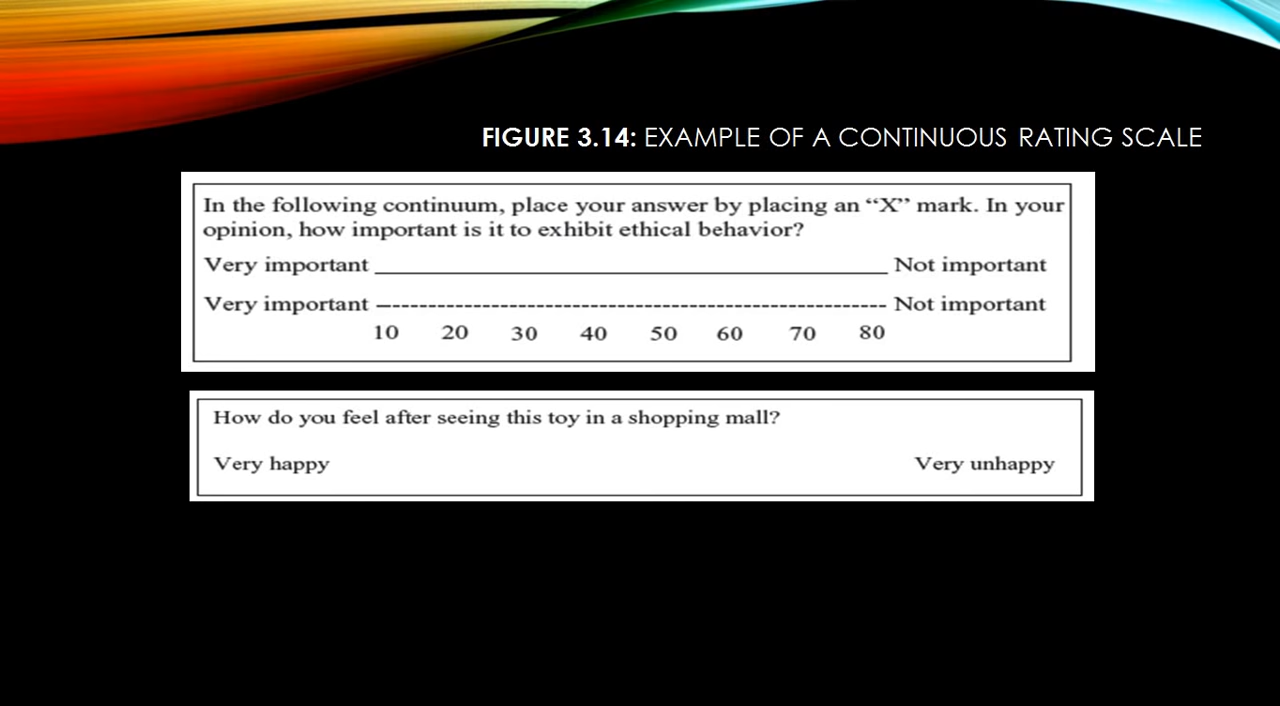 FIGURE 3.14: EXAMPLE OF A CONTINUOUS RATING SCALE
In the following continuum, place your answer by placing an “X” mark. In your
opinion, how important is it to exhibit ethical behavior?
Very important ______________________________ Not important
Very important ------------------------------------------------------- Not important
10 20 30 40 50 60 70 80
How do you feel after seeing this toy in a shopping mall?
Very happy Very unhappy